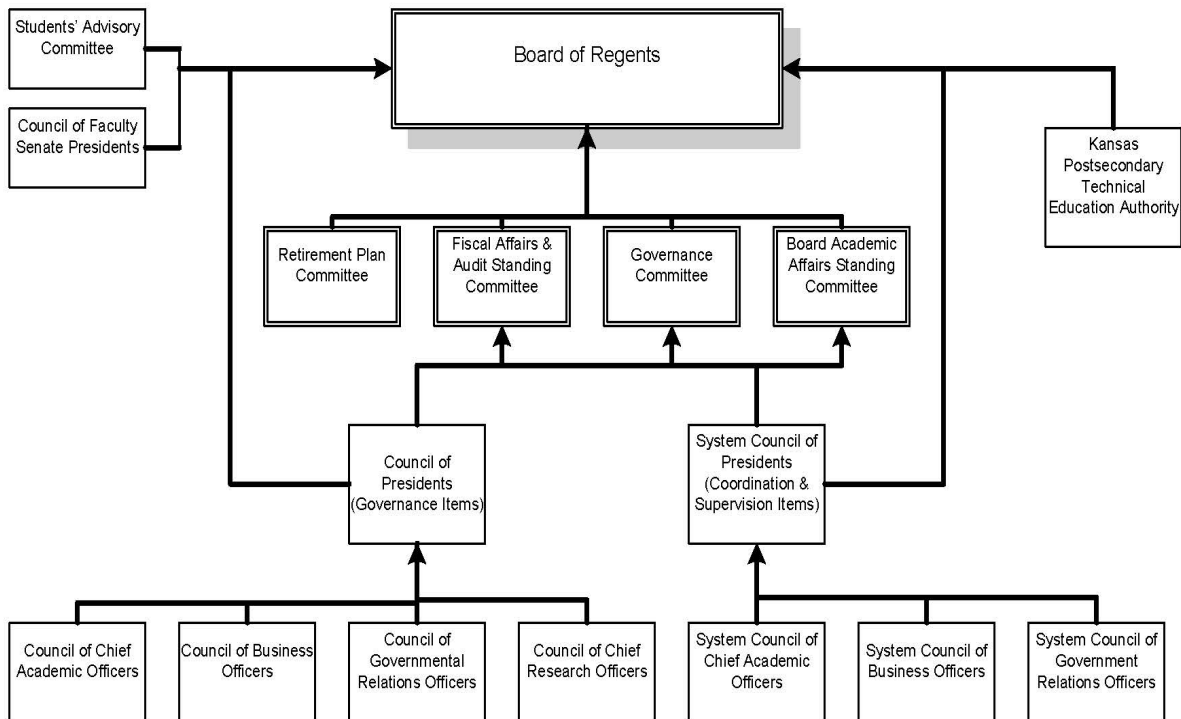 Students' Advisory
Committee
Board of Regents
Council of Faculty
Senate Presidents
Kansas
Postsecondary
Technical
Education Authority
Retirement Plan
Committee
Fiscal Affairs &
Audit Standing
Committee
Governance
Committee
Board Academic
Affairs Standing
Committee
Council of
Presidents
(Governance Items)
System Council of
Presidents
(Coordination &
Supervision Items)
Council of Chief
Academic Officers
Council of Business
Officers
Council of
Governmental
Relations Officers
Council of Chief
Research Officers
System Council of
Chief Academic
Officers
System Council of
Business Officers
System Council of
Government
Relations Officers